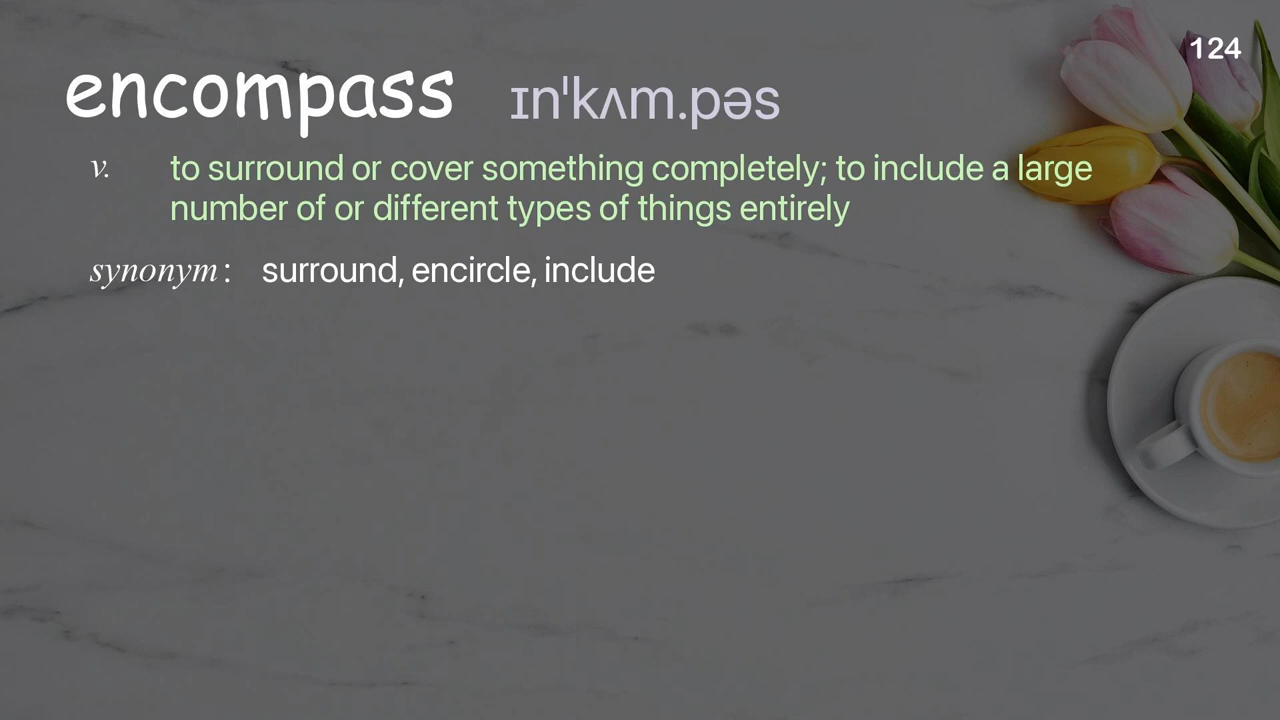 124
encompass ɪnˈkʌm.pəs
v. to surround or cover something completely; to include a large
number of or different types of things entirely
synonym: surround, encircle, include